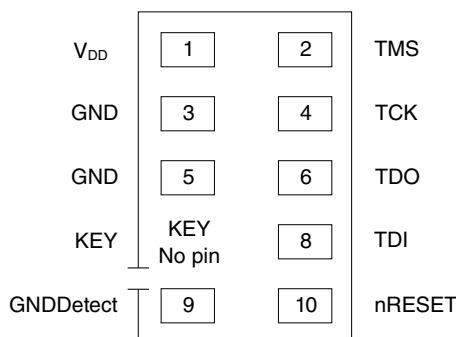 V_DD 1 2 TMS
GND 3 4 TCK
GND 5 6 TDO
KEY KEY No pin 8 TDI
GNDDetect 9 10 nRESET